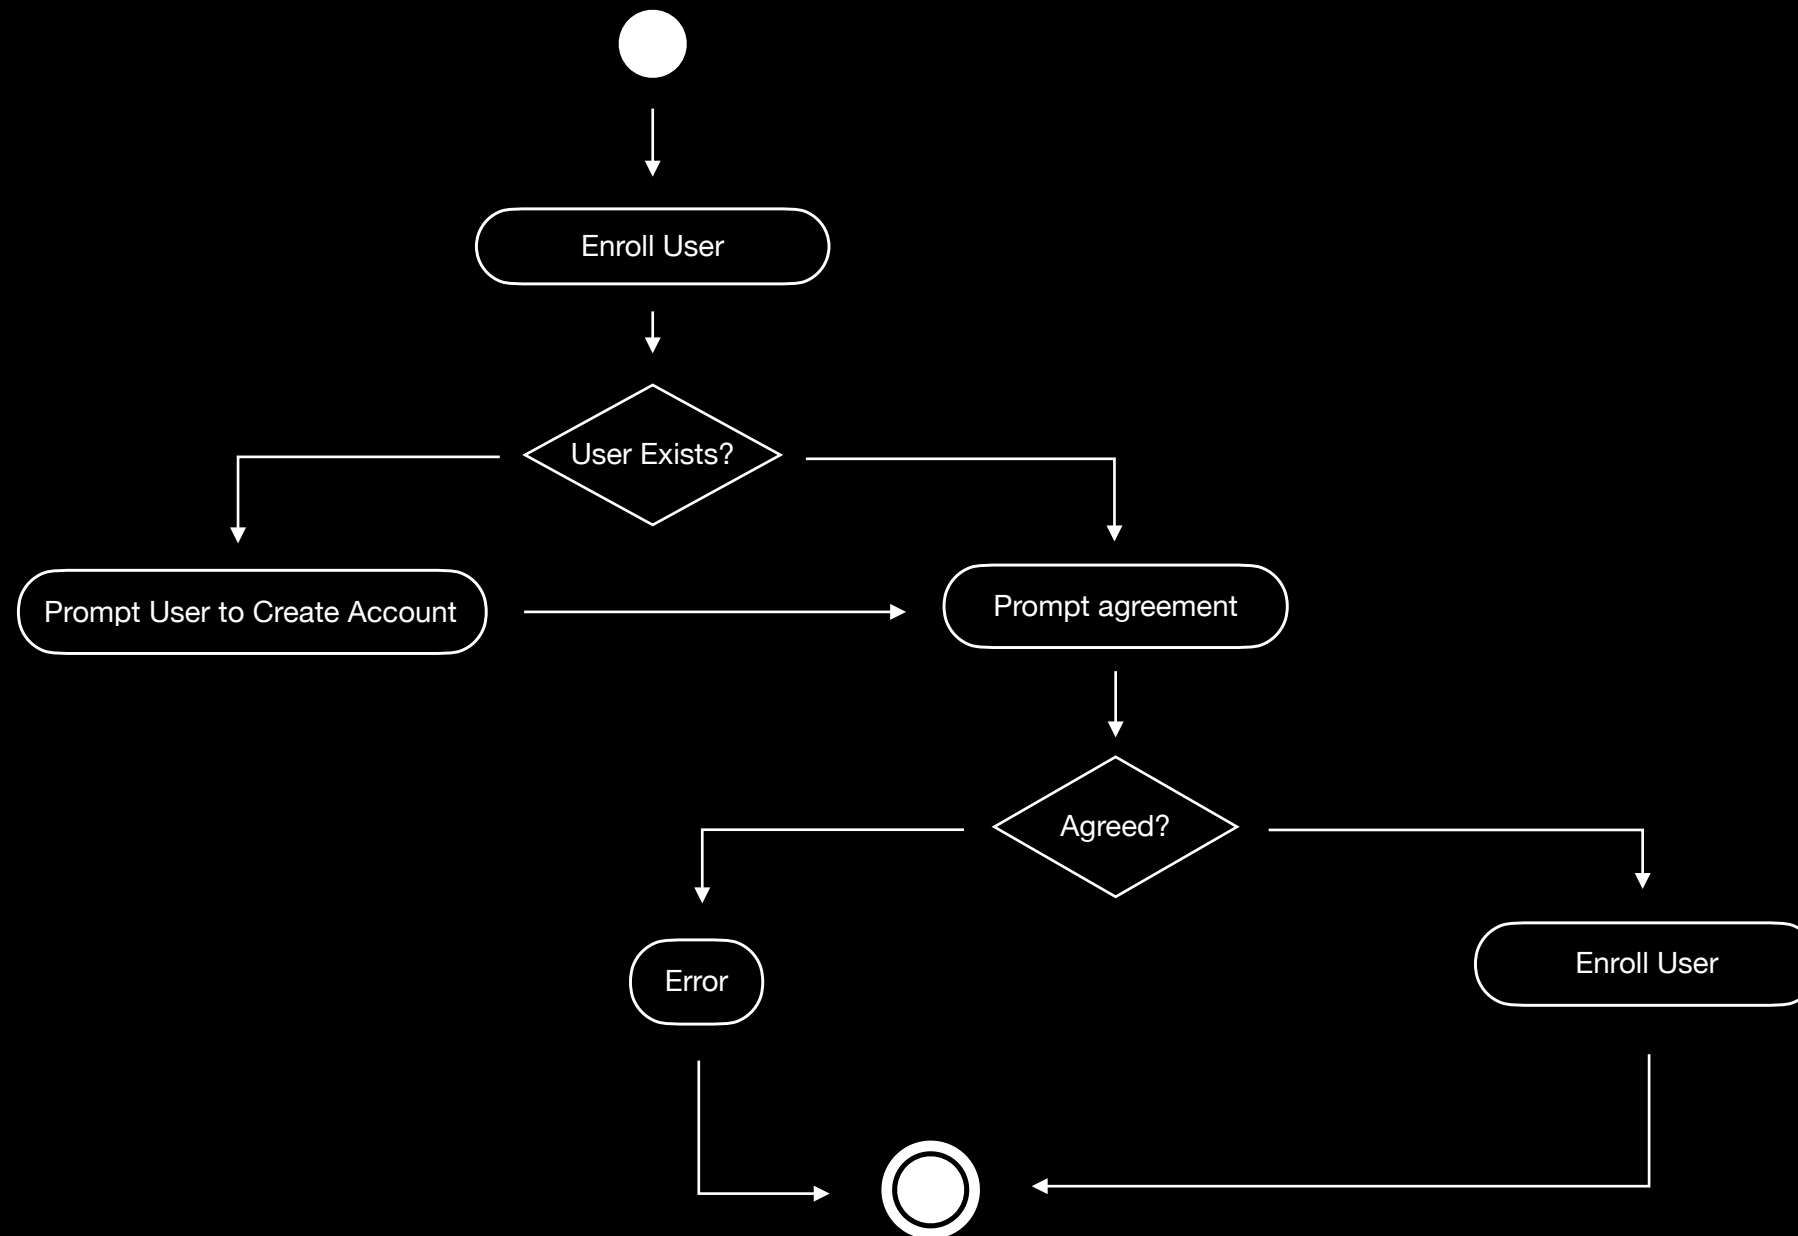 Enroll User
User Exists?
Prompt User to Create Account
Prompt agreement
Agreed?
Error
Enroll User